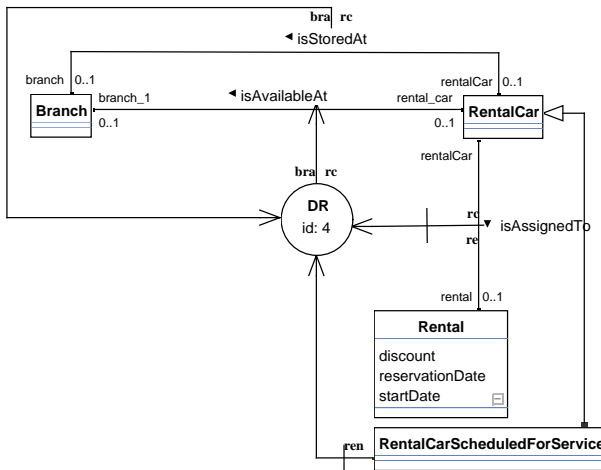 bra rc
isStoredAt
branch 0..1
rentalCar 0..1
Branch
branch_1
isAvailableAt
rental_car
RentalCar
0..1
0..1
rentalCar
bra rc
DR
id: 4
rc
isAssignedTo
re
rental 0..1
Rental
discount
reservationDate
startDate
ren
RentalCarScheduledForService